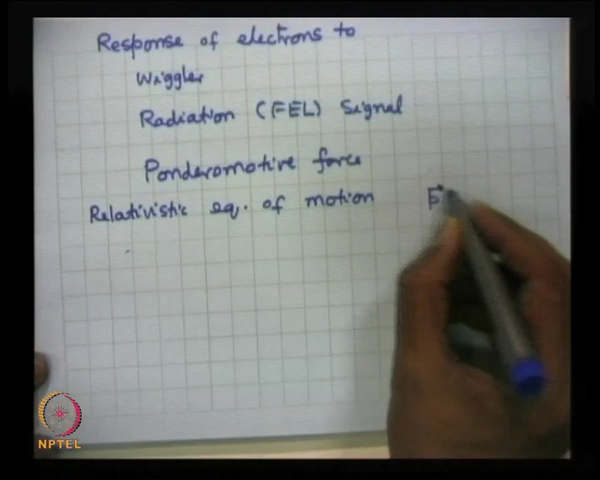 Response of electrons to
Wiggler
Radiation (FEL) Signal
Ponderomotive force
Relativistic eq. of motion
NPTEL